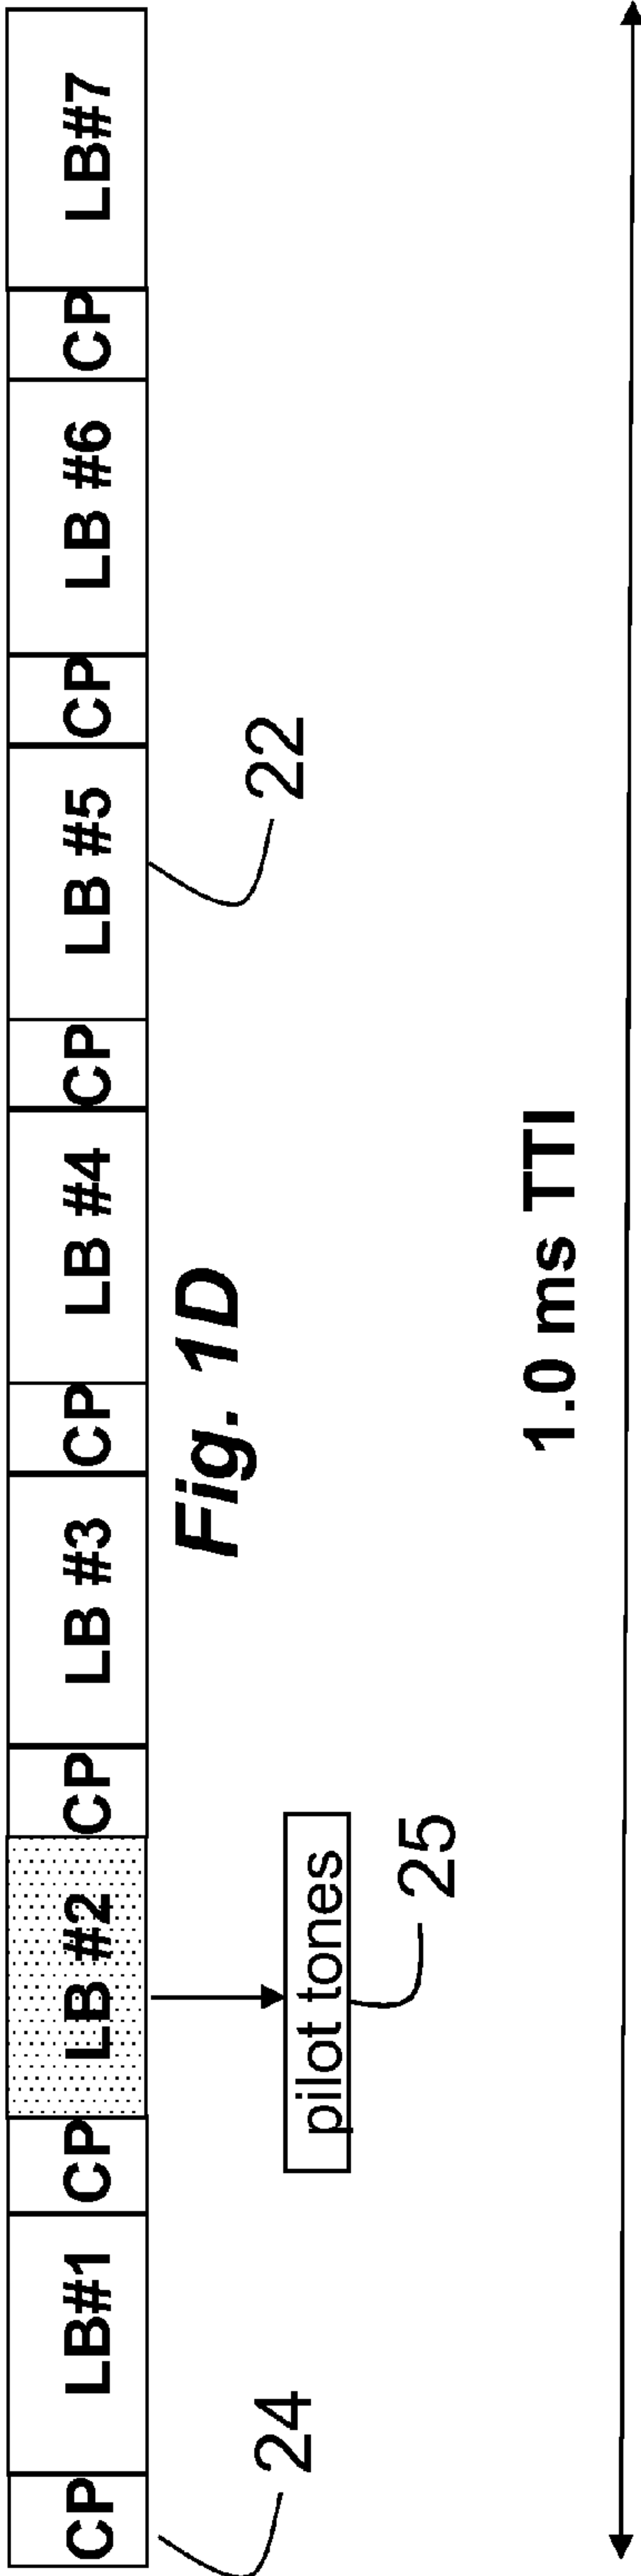 CP LB#1 CP LB #2 CP LB #3 CP LB #4 CP LB #5 CP LB #6 CP LB#7
24
22
pilot tones
25
Fig. 1D
1.0 ms TTI